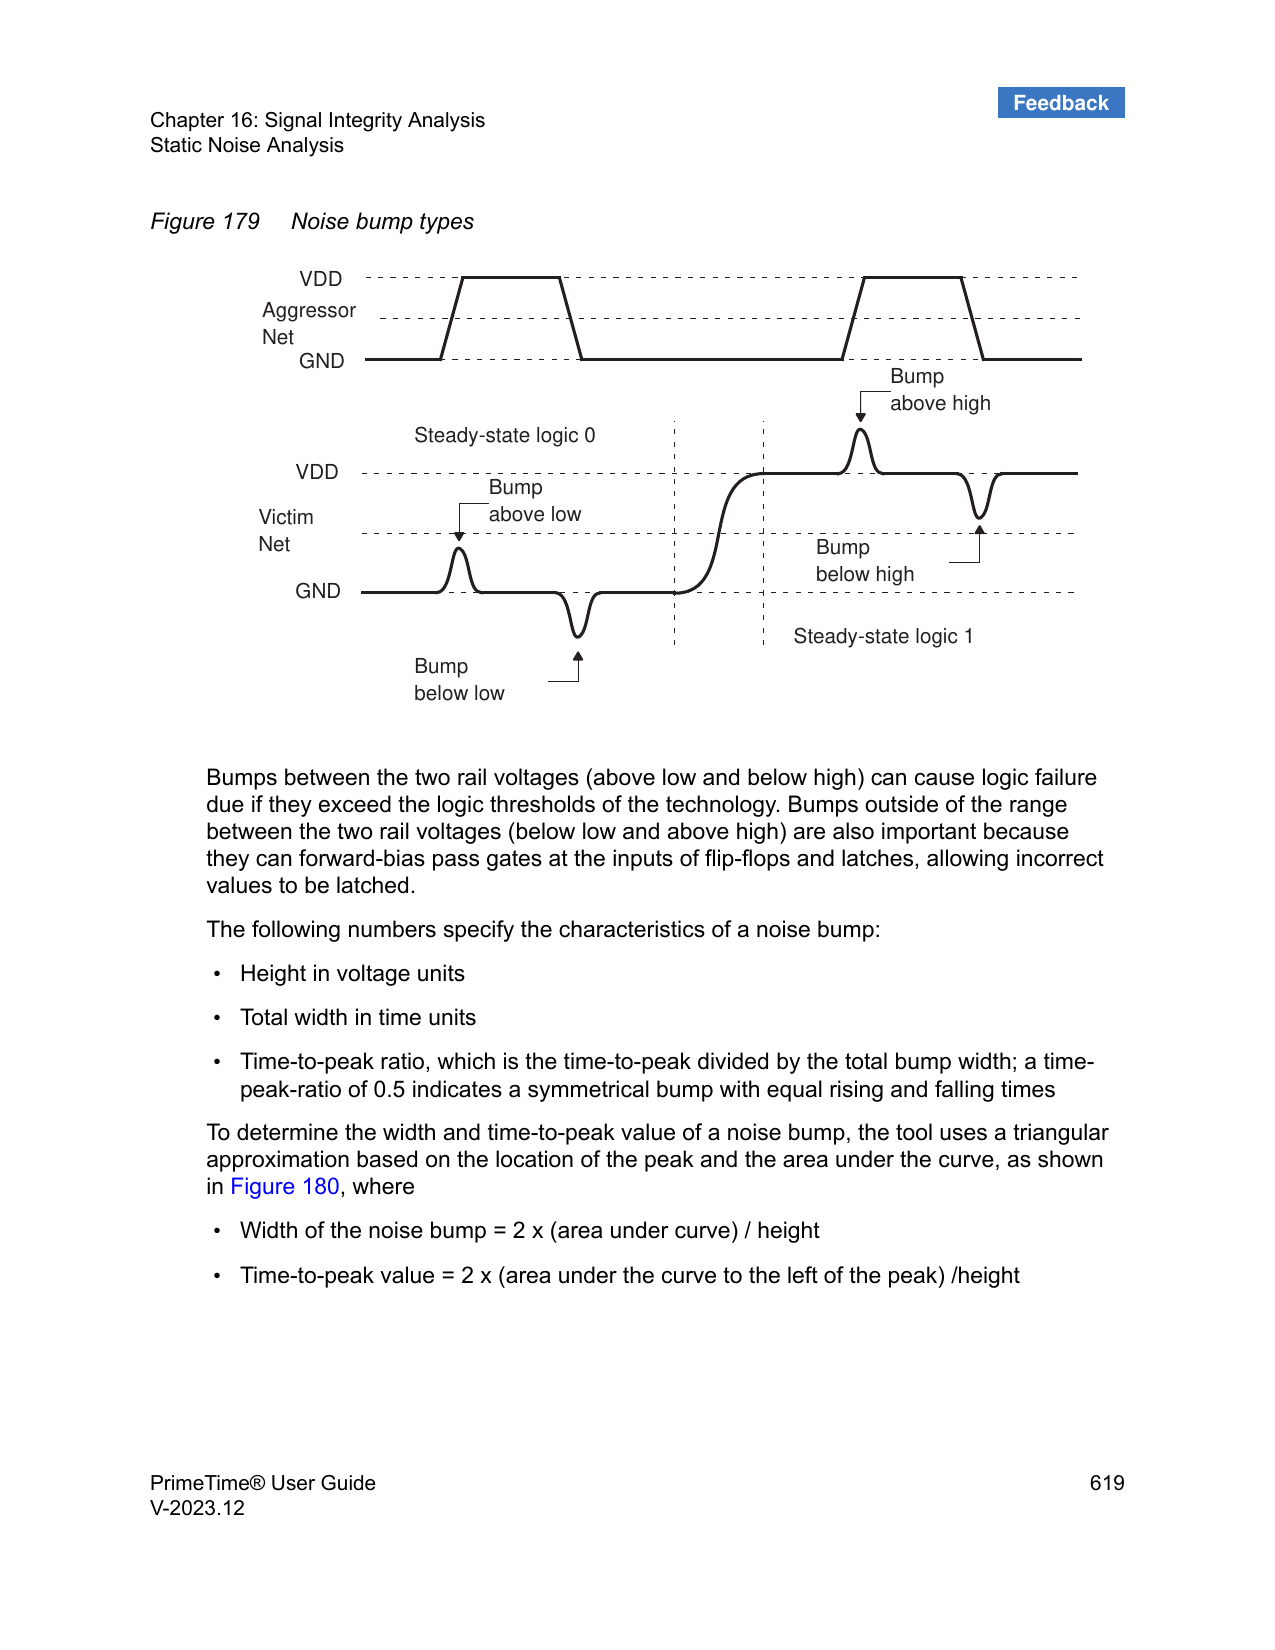 Feedback
Chapter 16: Signal Integrity Analysis
Static Noise Analysis
Figure 179 Noise bump types
VDD
Aggressor
Net
GND
Bump
above high
Steady-state logic 0
VDD
Bump
above low
Victim
Net
Bump
below high
GND
Steady-state logic 1
Bump
below low
Bumps between the two rail voltages (above low and below high) can cause logic failure
due if they exceed the logic thresholds of the technology. Bumps outside of the range
between the two rail voltages (below low and above high) are also important because
they can forward-bias pass gates at the inputs of flip-flops and latches, allowing incorrect
values to be latched.
The following numbers specify the characteristics of a noise bump:
• Height in voltage units
• Total width in time units
• Time-to-peak ratio, which is the time-to-peak divided by the total bump width; a time-
peak-ratio of 0.5 indicates a symmetrical bump with equal rising and falling times
To determine the width and time-to-peak value of a noise bump, the tool uses a triangular
approximation based on the location of the peak and the area under the curve, as shown
in Figure 180, where
• Width of the noise bump = 2 x (area under curve) / height
• Time-to-peak value = 2 x (area under the curve to the left of the peak) /height
PrimeTime® User Guide 619
V-2023.12